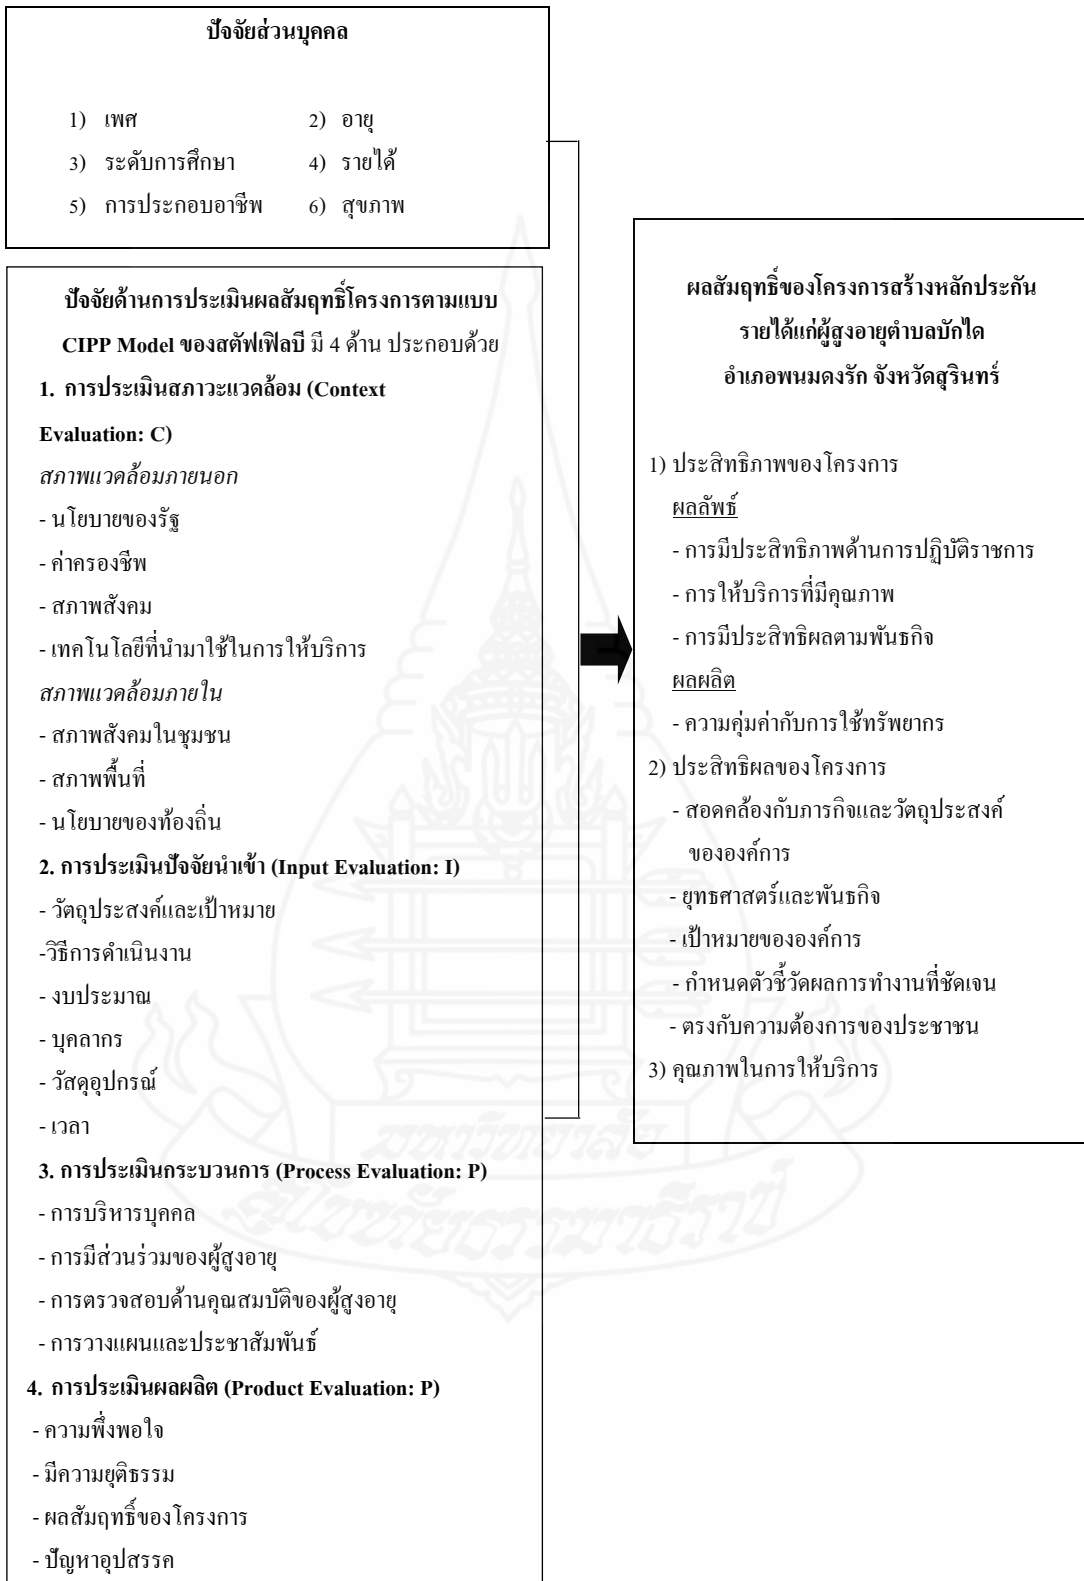 ปัจจัยส่วนบุคคล
1) เพศ 2) อายุ
3) ระดับการศึกษา 4) รายได้
5) การประกอบอาชีพ 6) สุขภาพ
ปัจจัยด้านการประเมินผลสัมฤทธิ์โครงการตามแบบ
CIPP Model ของสตัฟเฟิลบี มี 4 ด้าน ประกอบด้วย
1. การประเมินสภาวะแวดล้อม (Context
Evaluation: C)
สภาพแวดล้อมภายนอก
- นโยบายของรัฐ
- ค่าครองชีพ
- สภาพสังคม
- เทคโนโลยีที่นำมาใช้ในการให้บริการ
สภาพแวดล้อมภายใน
- สภาพสังคมในชุมชน
- สภาพพื้นที่
- นโยบายของท้องถิ่น
2. การประเมินปัจจัยนำเข้า (Input Evaluation: I)
- วัตถุประสงค์และเป้าหมาย
-วิธีการดำเนินงาน
- งบประมาณ
- บุคลากร
- วัสดุอุปกรณ์
- เวลา
3. การประเมินกระบวนการ (Process Evaluation: P)
- การบริหารบุคคล
- การมีส่วนร่วมของผู้สูงอายุ
- การตรวจสอบด้านคุณสมบัติของผู้สูงอายุ
- การวางแผนและประชาสัมพันธ์
4. การประเมินผลผลิต (Product Evaluation: P)
- ความพึ่งพอใจ
- มีความยุติธรรม
- ผลสัมฤทธิ์ของโครงการ
- ปัญหาอุปสรรค
ผลสัมฤทธิ์ของโครงการสร้างหลักประกัน
รายได้แก่ผู้สูงอายุตำบลบักได
อำเภอพนมดงรัก จังหวัดสุรินทร์
1) ประสิทธิภาพของโครงการ
ผลลัพธ์
- การมีประสิทธิภาพด้านการปฏิบัติราชการ
- การให้บริการที่มีคุณภาพ
- การมีประสิทธิผลตามพันธกิจ
ผลผลิต
- ความคุ่มค่ากับการใช้ทรัพยากร
2) ประสิทธิผลของโครงการ
- สอดคล้องกับภารกิจและวัตถุประสงค์
ขององค์การ
- ยุทธศาสตร์และพันธกิจ
- เป้าหมายขององค์การ
- กำหนดตัวชี้วัดผลการทำงานที่ชัดเจน
- ตรงกับความต้องการของประชาชน
3) คุณภาพในการให้บริการ
มหาวิทยาลัย
สุโขทัยธรรมาธิราช